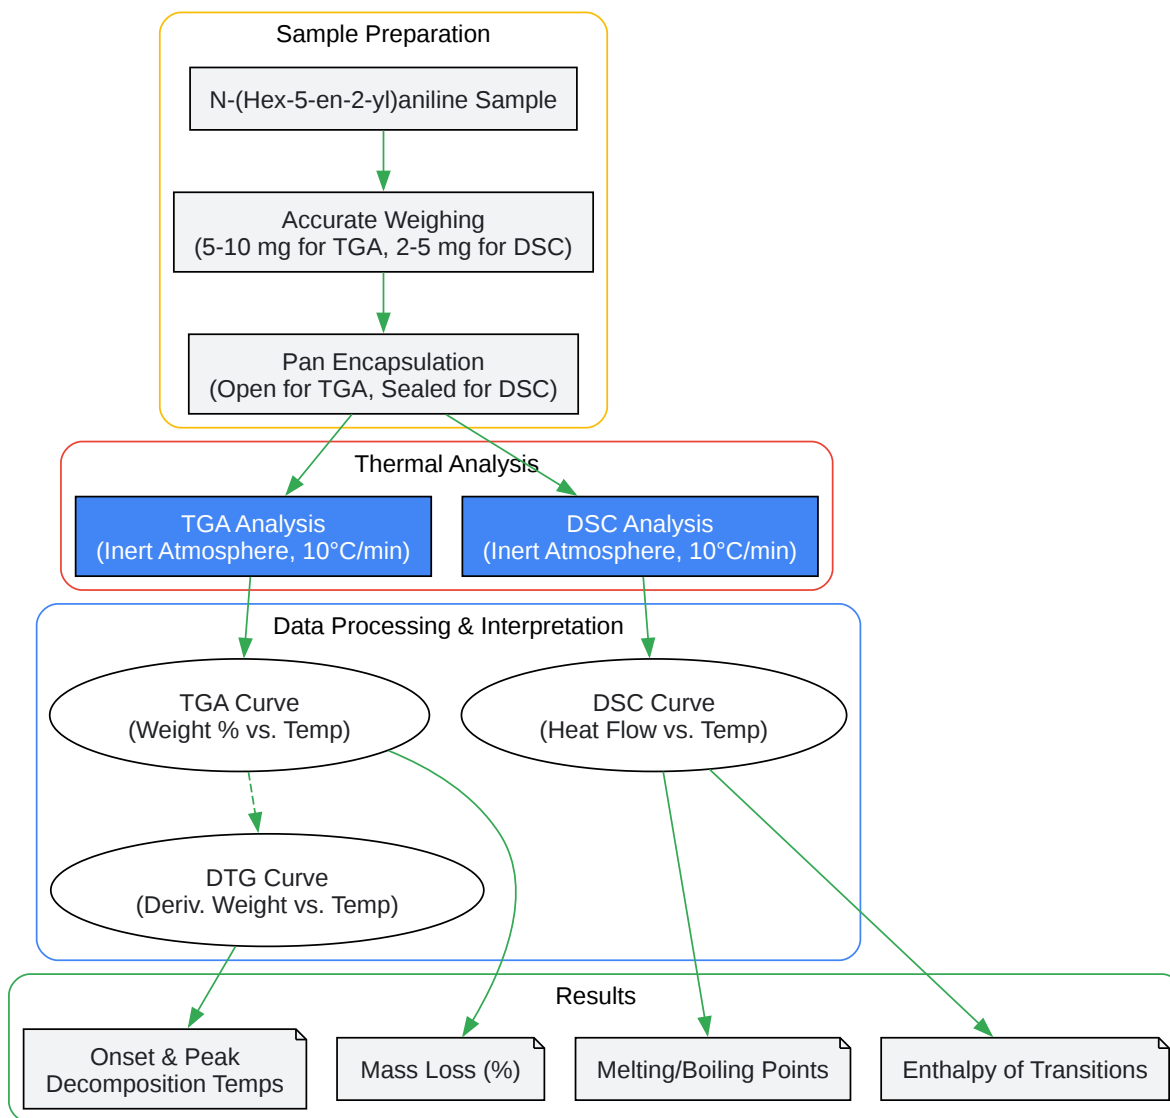 Sample Preparation
N-(Hex-5-en-2-yl)aniline Sample
Accurate Weighing
(5-10 mg for TGA, 2-5 mg for DSC)
Pan Encapsulation
(Open for TGA, Sealed for DSC)
Thermal Analysis
TGA Analysis
(Inert Atmosphere, 10°C/min)
DSC Analysis
(Inert Atmosphere, 10°C/min)
Data Processing & Interpretation
TGA Curve
(Weight % vs. Temp)
DSC Curve
(Heat Flow vs. Temp)
DTG Curve
(Deriv. Weight vs. Temp)
Results
Onset & Peak
Decomposition Temps
Mass Loss (%)
Melting/Boiling Points
Enthalpy of Transitions